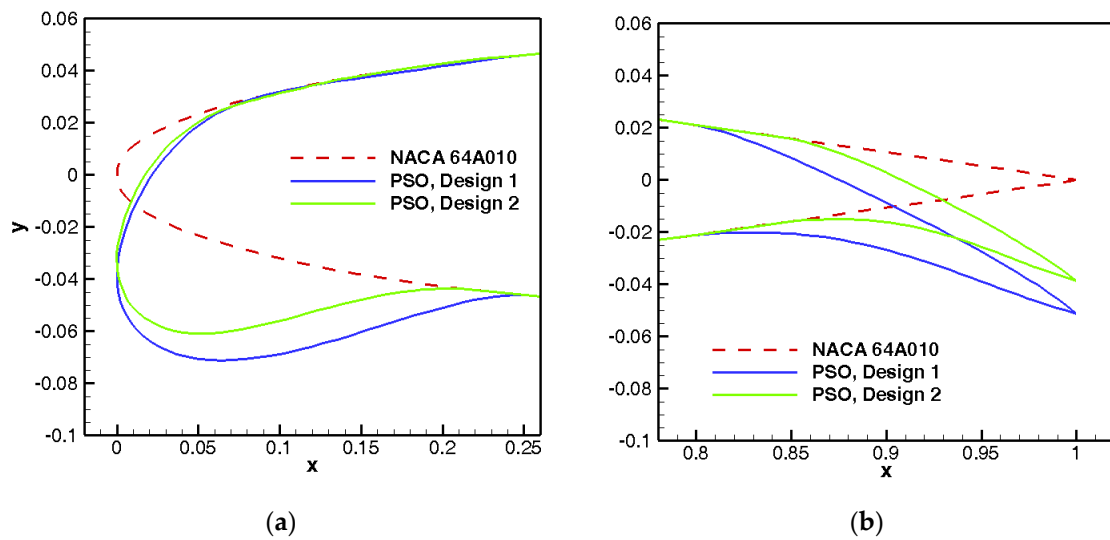 0.06
0.04
0.02
0
-0.02
-0.04
-0.06
-0.08
-0.1
y
NACA 64A010
PSO, Design 1
PSO, Design 2
0 0.05 0.1 0.15 0.2 0.25
x
(a)
0.06
0.04
0.02
0
-0.02
-0.04
-0.06
-0.08
-0.1
NACA 64A010
PSO, Design 1
PSO, Design 2
0.8 0.85 0.9 0.95 1
x
(b)